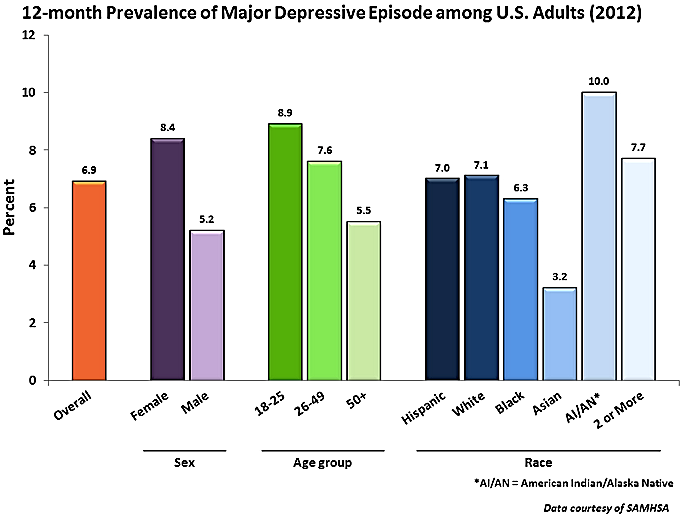 12-month Prevalence of Major Depressive Episode among U.S. Adults (2012)
12
10
8
6
4
2
0
Percent
6.9
8.4
5.2
8.9
7.6
5.5
7.0
7.1
6.3
3.2
10.0
7.7
Overall
Female
Male
18-25
26-49
50+
Hispanic
White
Black
Asian
AI/AN*
2 or More
Sex
Age group
Race
*AI/AN = American Indian/Alaska Native
Data courtesy of SAMHSA